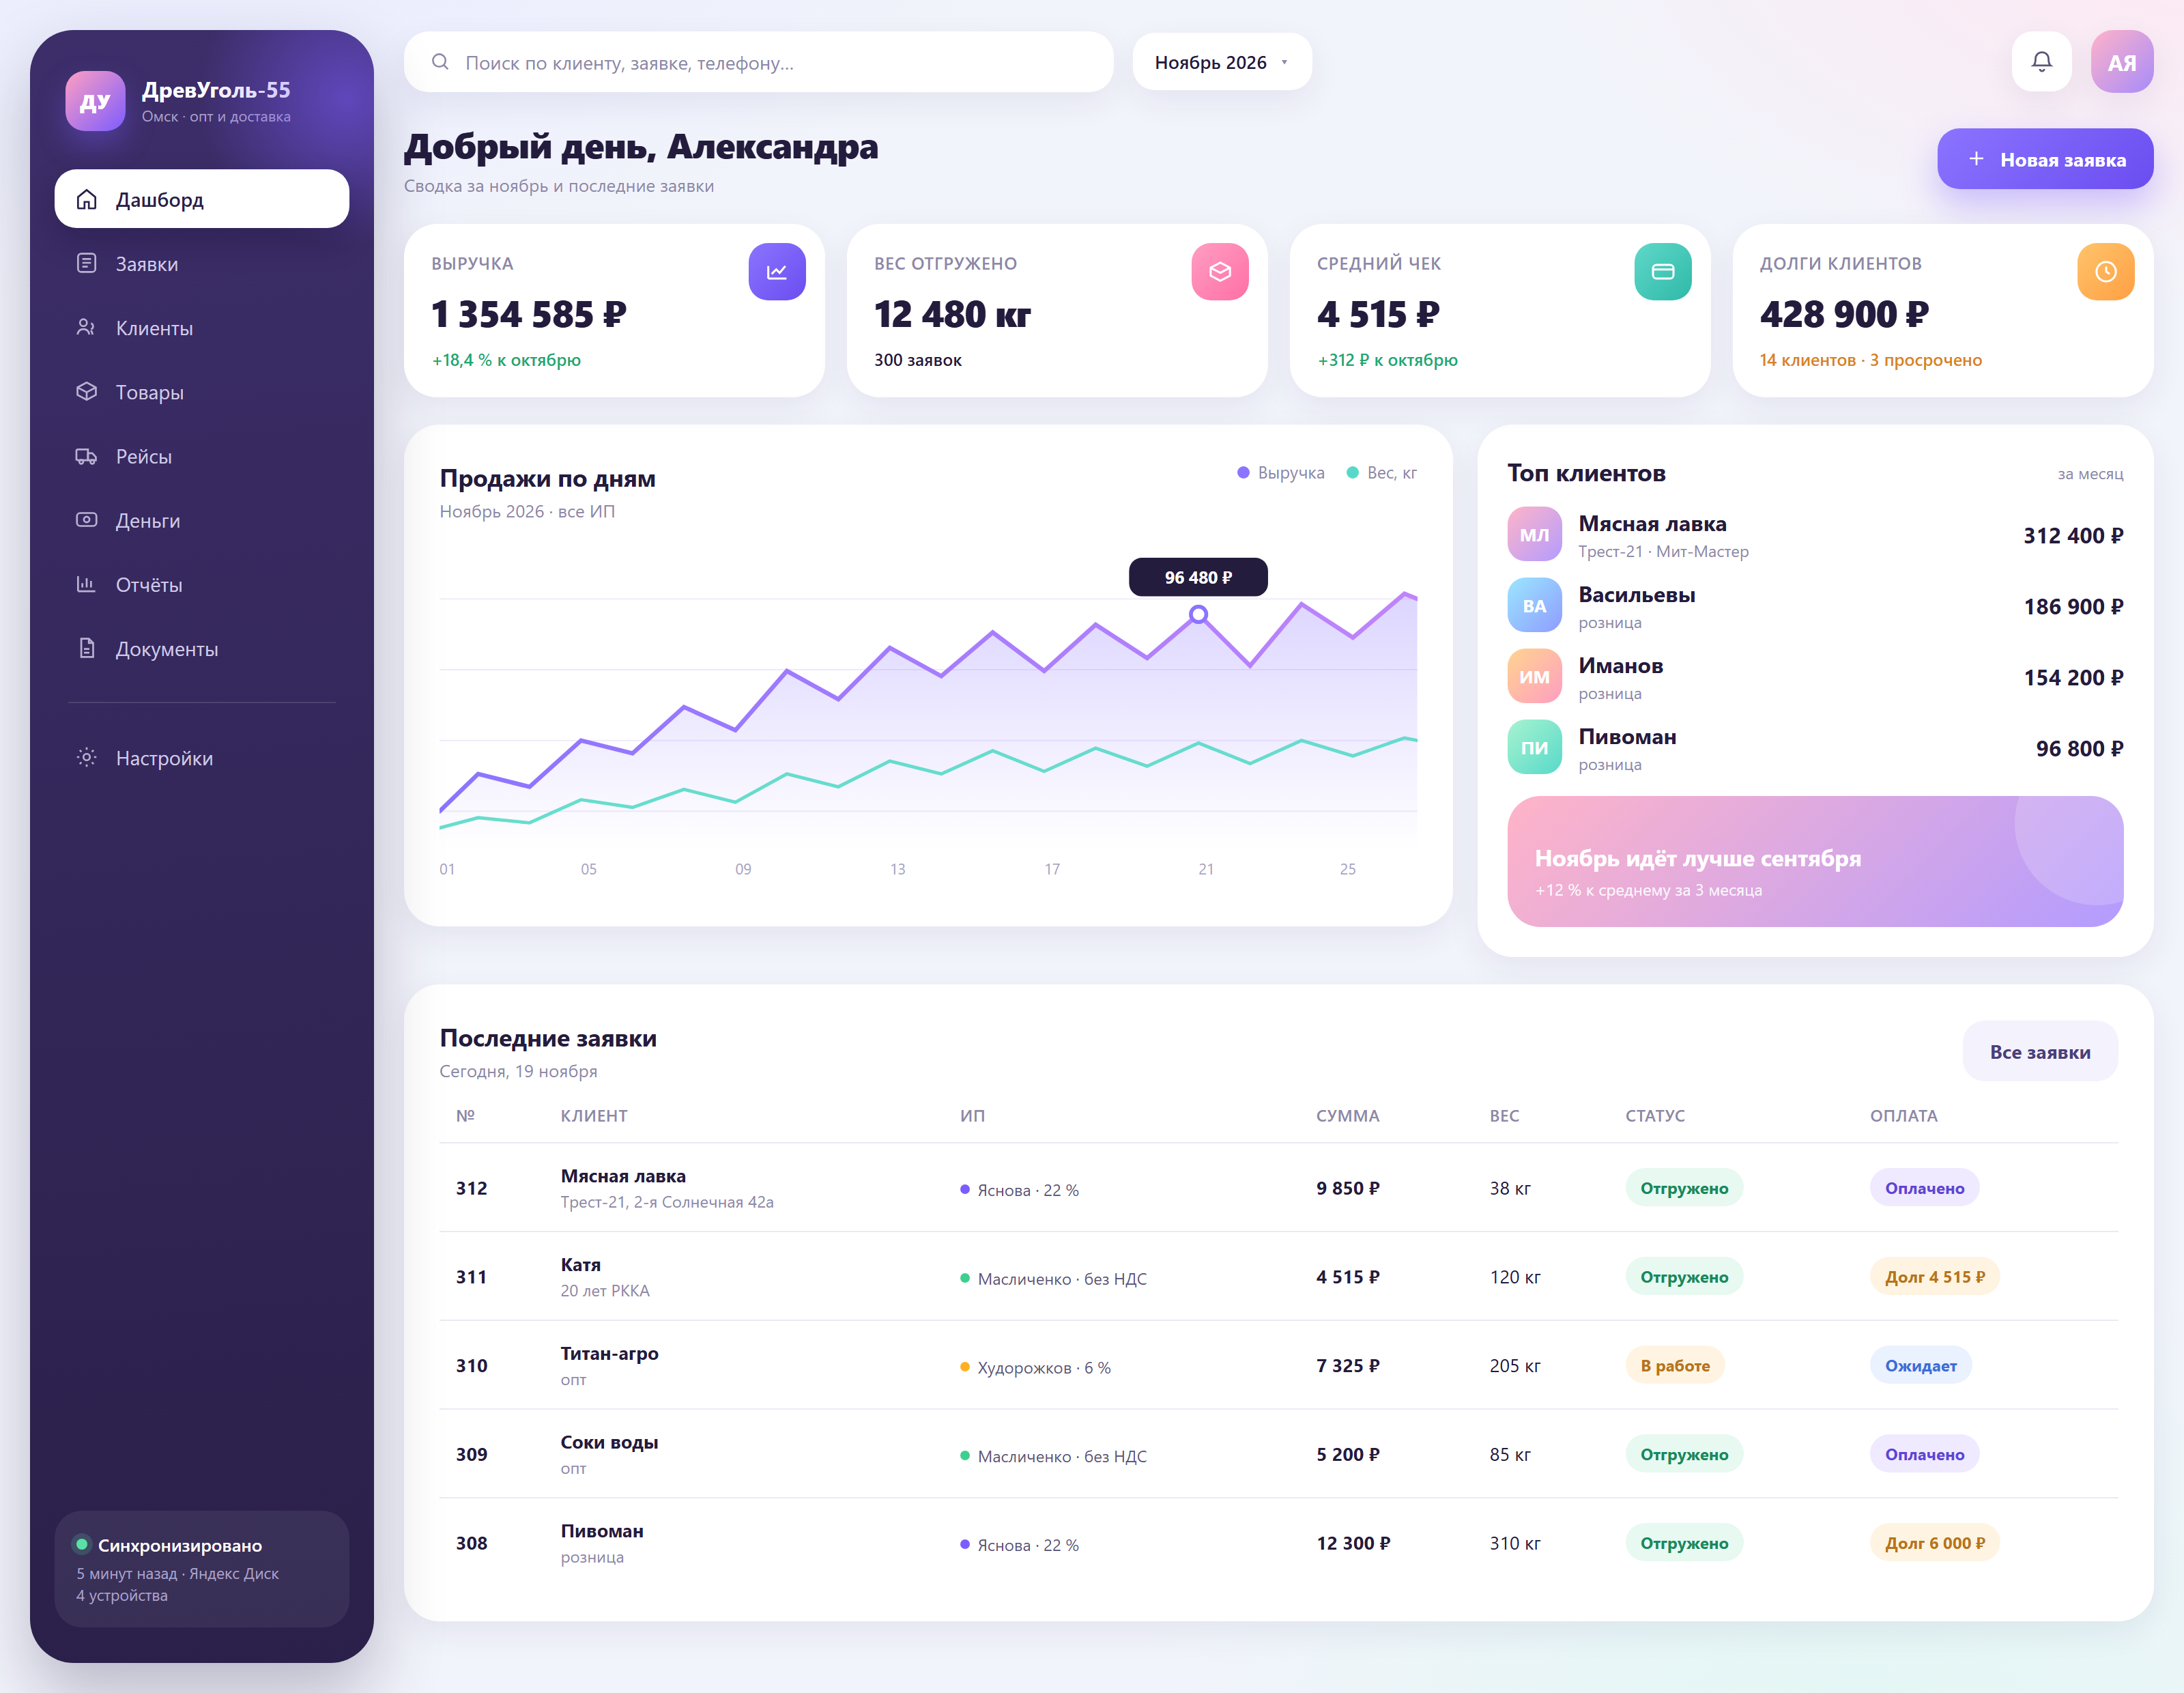 ДУ
ДревУголь-55
Омск · опт и доставка
Дашборд
Заявки
Клиенты
Товары
Рейсы
Деньги
Отчёты
Документы
Настройки
Синхронизировано
5 минут назад · Яндекс Диск
4 устройства
Поиск по клиенту, заявке, телефону...
Ноябрь 2026
АЯ
Добрый день, Александра
Сводка за ноябрь и последние заявки
+ Новая заявка
ВЫРУЧКА
1 354 585 ₽
+18,4 % к октябрю
ВЕС ОТГРУЖЕНО
12 480 кг
300 заявок
СРЕДНИЙ ЧЕК
4 515 ₽
+312 ₽ к октябрю
ДОЛГИ КЛИЕНТОВ
428 900 ₽
14 клиентов · 3 просрочено
Продажи по дням
Ноябрь 2026 · все ИП
Выручка Вес, кг
96 480 ₽
01 05 09 13 17 21 25
Топ клиентов за месяц
МЛ Мясная лавка 312 400 ₽
Трест-21 · Мит-Мастер
ВА Васильевы 186 900 ₽
розница
ИМ Иманов 154 200 ₽
розница
ПИ Пивоман 96 800 ₽
розница
Ноябрь идёт лучше сентября
+12 % к среднему за 3 месяца
Последние заявки
Сегодня, 19 ноября
Все заявки
№ КЛИЕНТ ИП СУММА ВЕС СТАТУС ОПЛАТА
312 Мясная лавка Яснова · 22 % 9 850 ₽ 38 кг Отгружено Оплачено
Трест-21, 2-я Солнечная 42а
311 Катя Масличенко · без НДС 4 515 ₽ 120 кг Отгружено Долг 4 515 ₽
20 лет РККА
310 Титан-агро Худорожков · 6 % 7 325 ₽ 205 кг В работе Ожидает
опт
309 Соки воды Масличенко · без НДС 5 200 ₽ 85 кг Отгружено Оплачено
опт
308 Пивоман Яснова · 22 % 12 300 ₽ 310 кг Отгружено Долг 6 000 ₽
розница